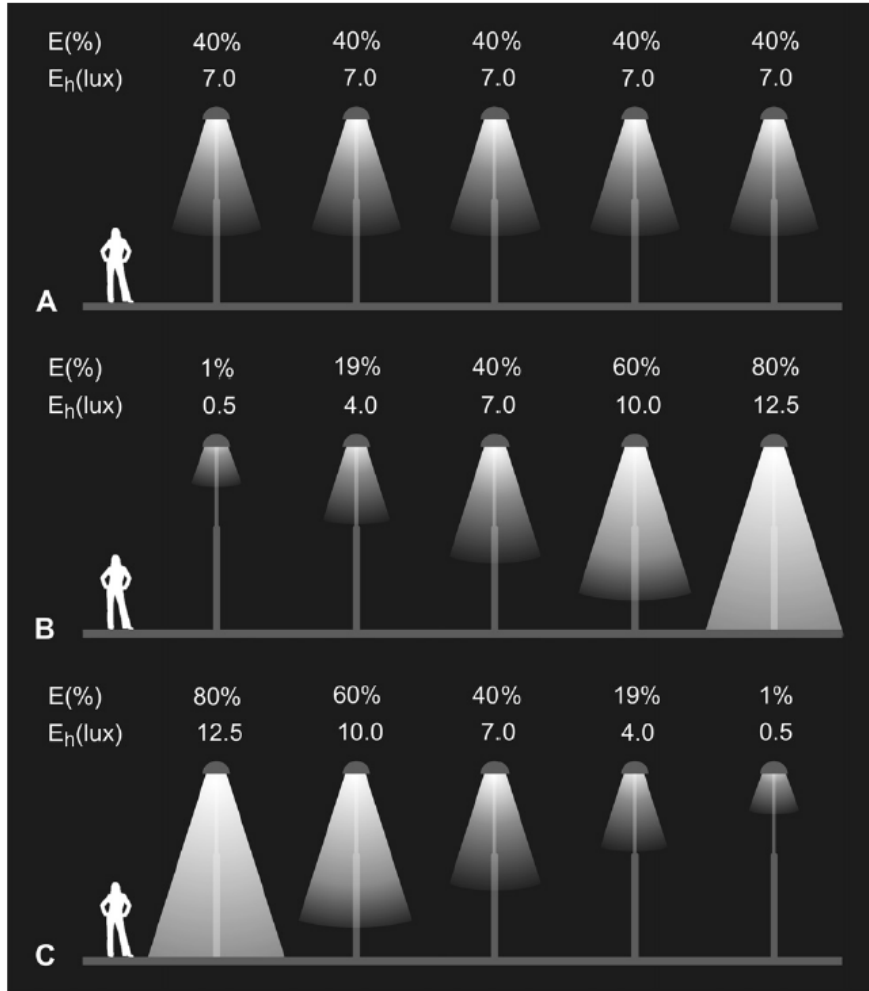 E(%) 40% 40% 40% 40% 40%
Eh(lux) 7.0 7.0 7.0 7.0 7.0
A
E(%) 1% 19% 40% 60% 80%
Eh(lux) 0.5 4.0 7.0 10.0 12.5
B
E(%) 80% 60% 40% 19% 1%
Eh(lux) 12.5 10.0 7.0 4.0 0.5
C